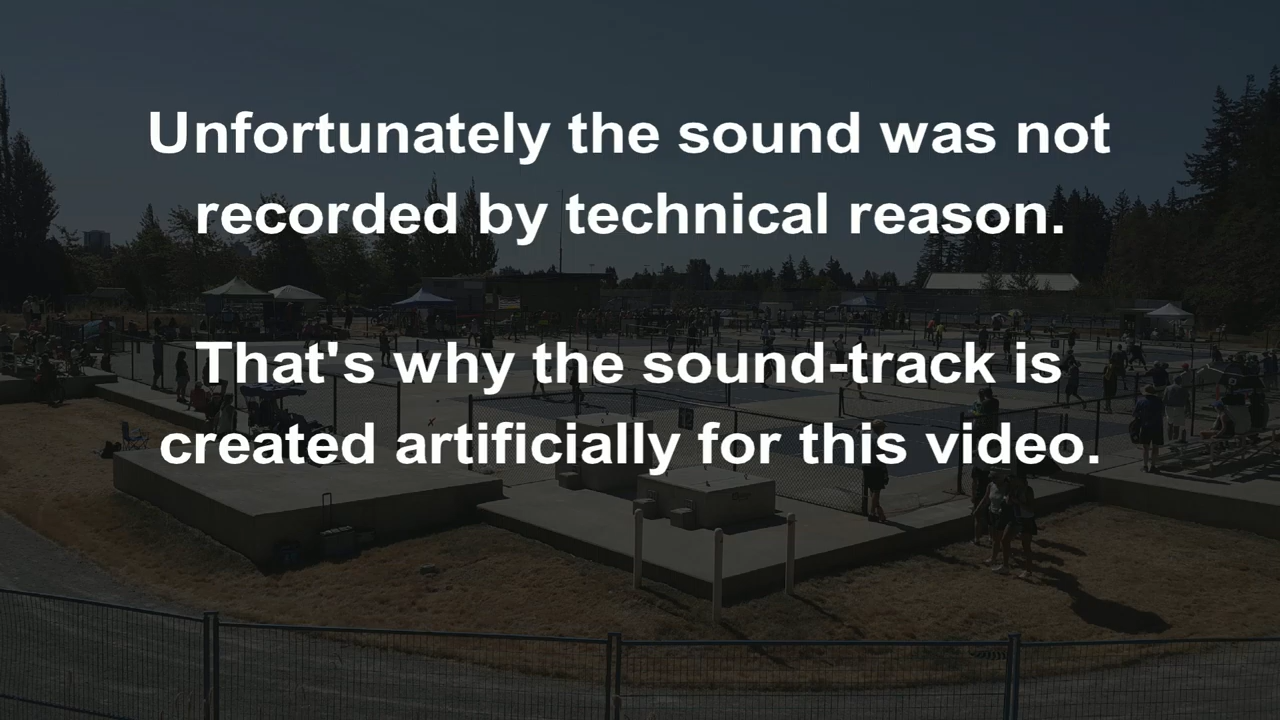 Unfortunately the sound was not
recorded by technical reason.
That's why the sound-track is
created artificially for this video.